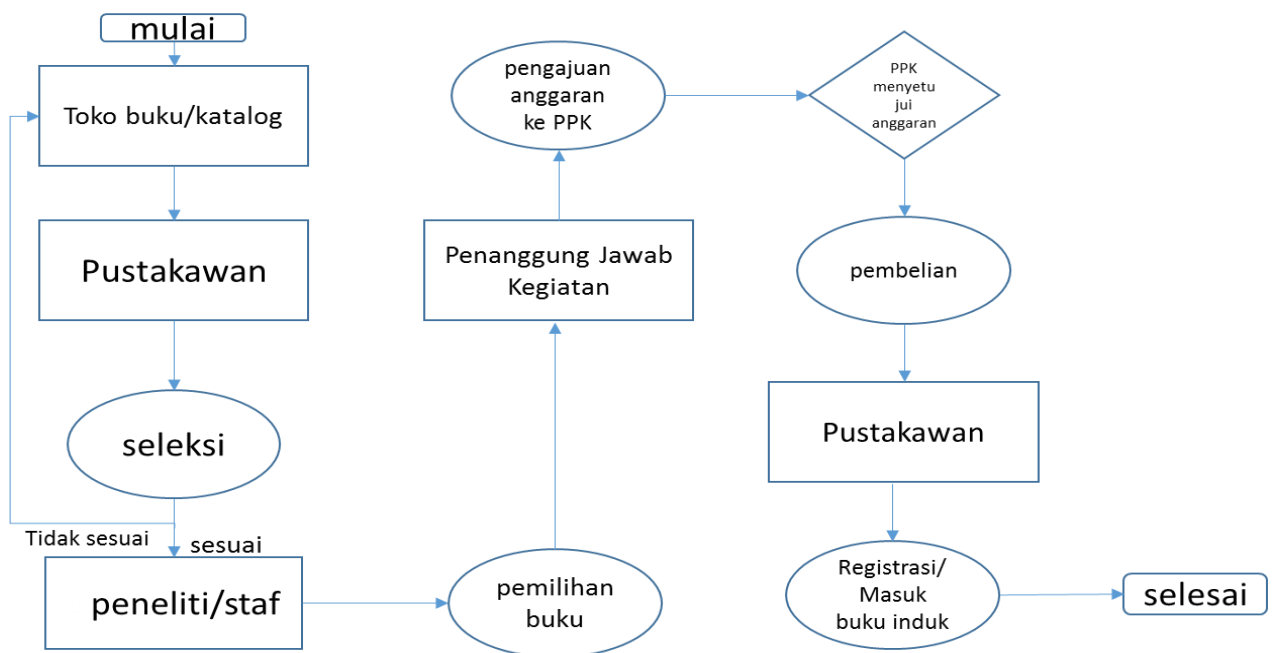 mulai
Toko buku/katalog
Pustakawan
seleksi
Tidak sesuai
sesuai
peneliti/staf
pemilihan
buku
Penanggung Jawab
Kegiatan
pengajuan
anggaran
ke PPK
PPK
menyetu
jui
anggaran
pembelian
Pustakawan
Registrasi/
Masuk
buku induk
selesai